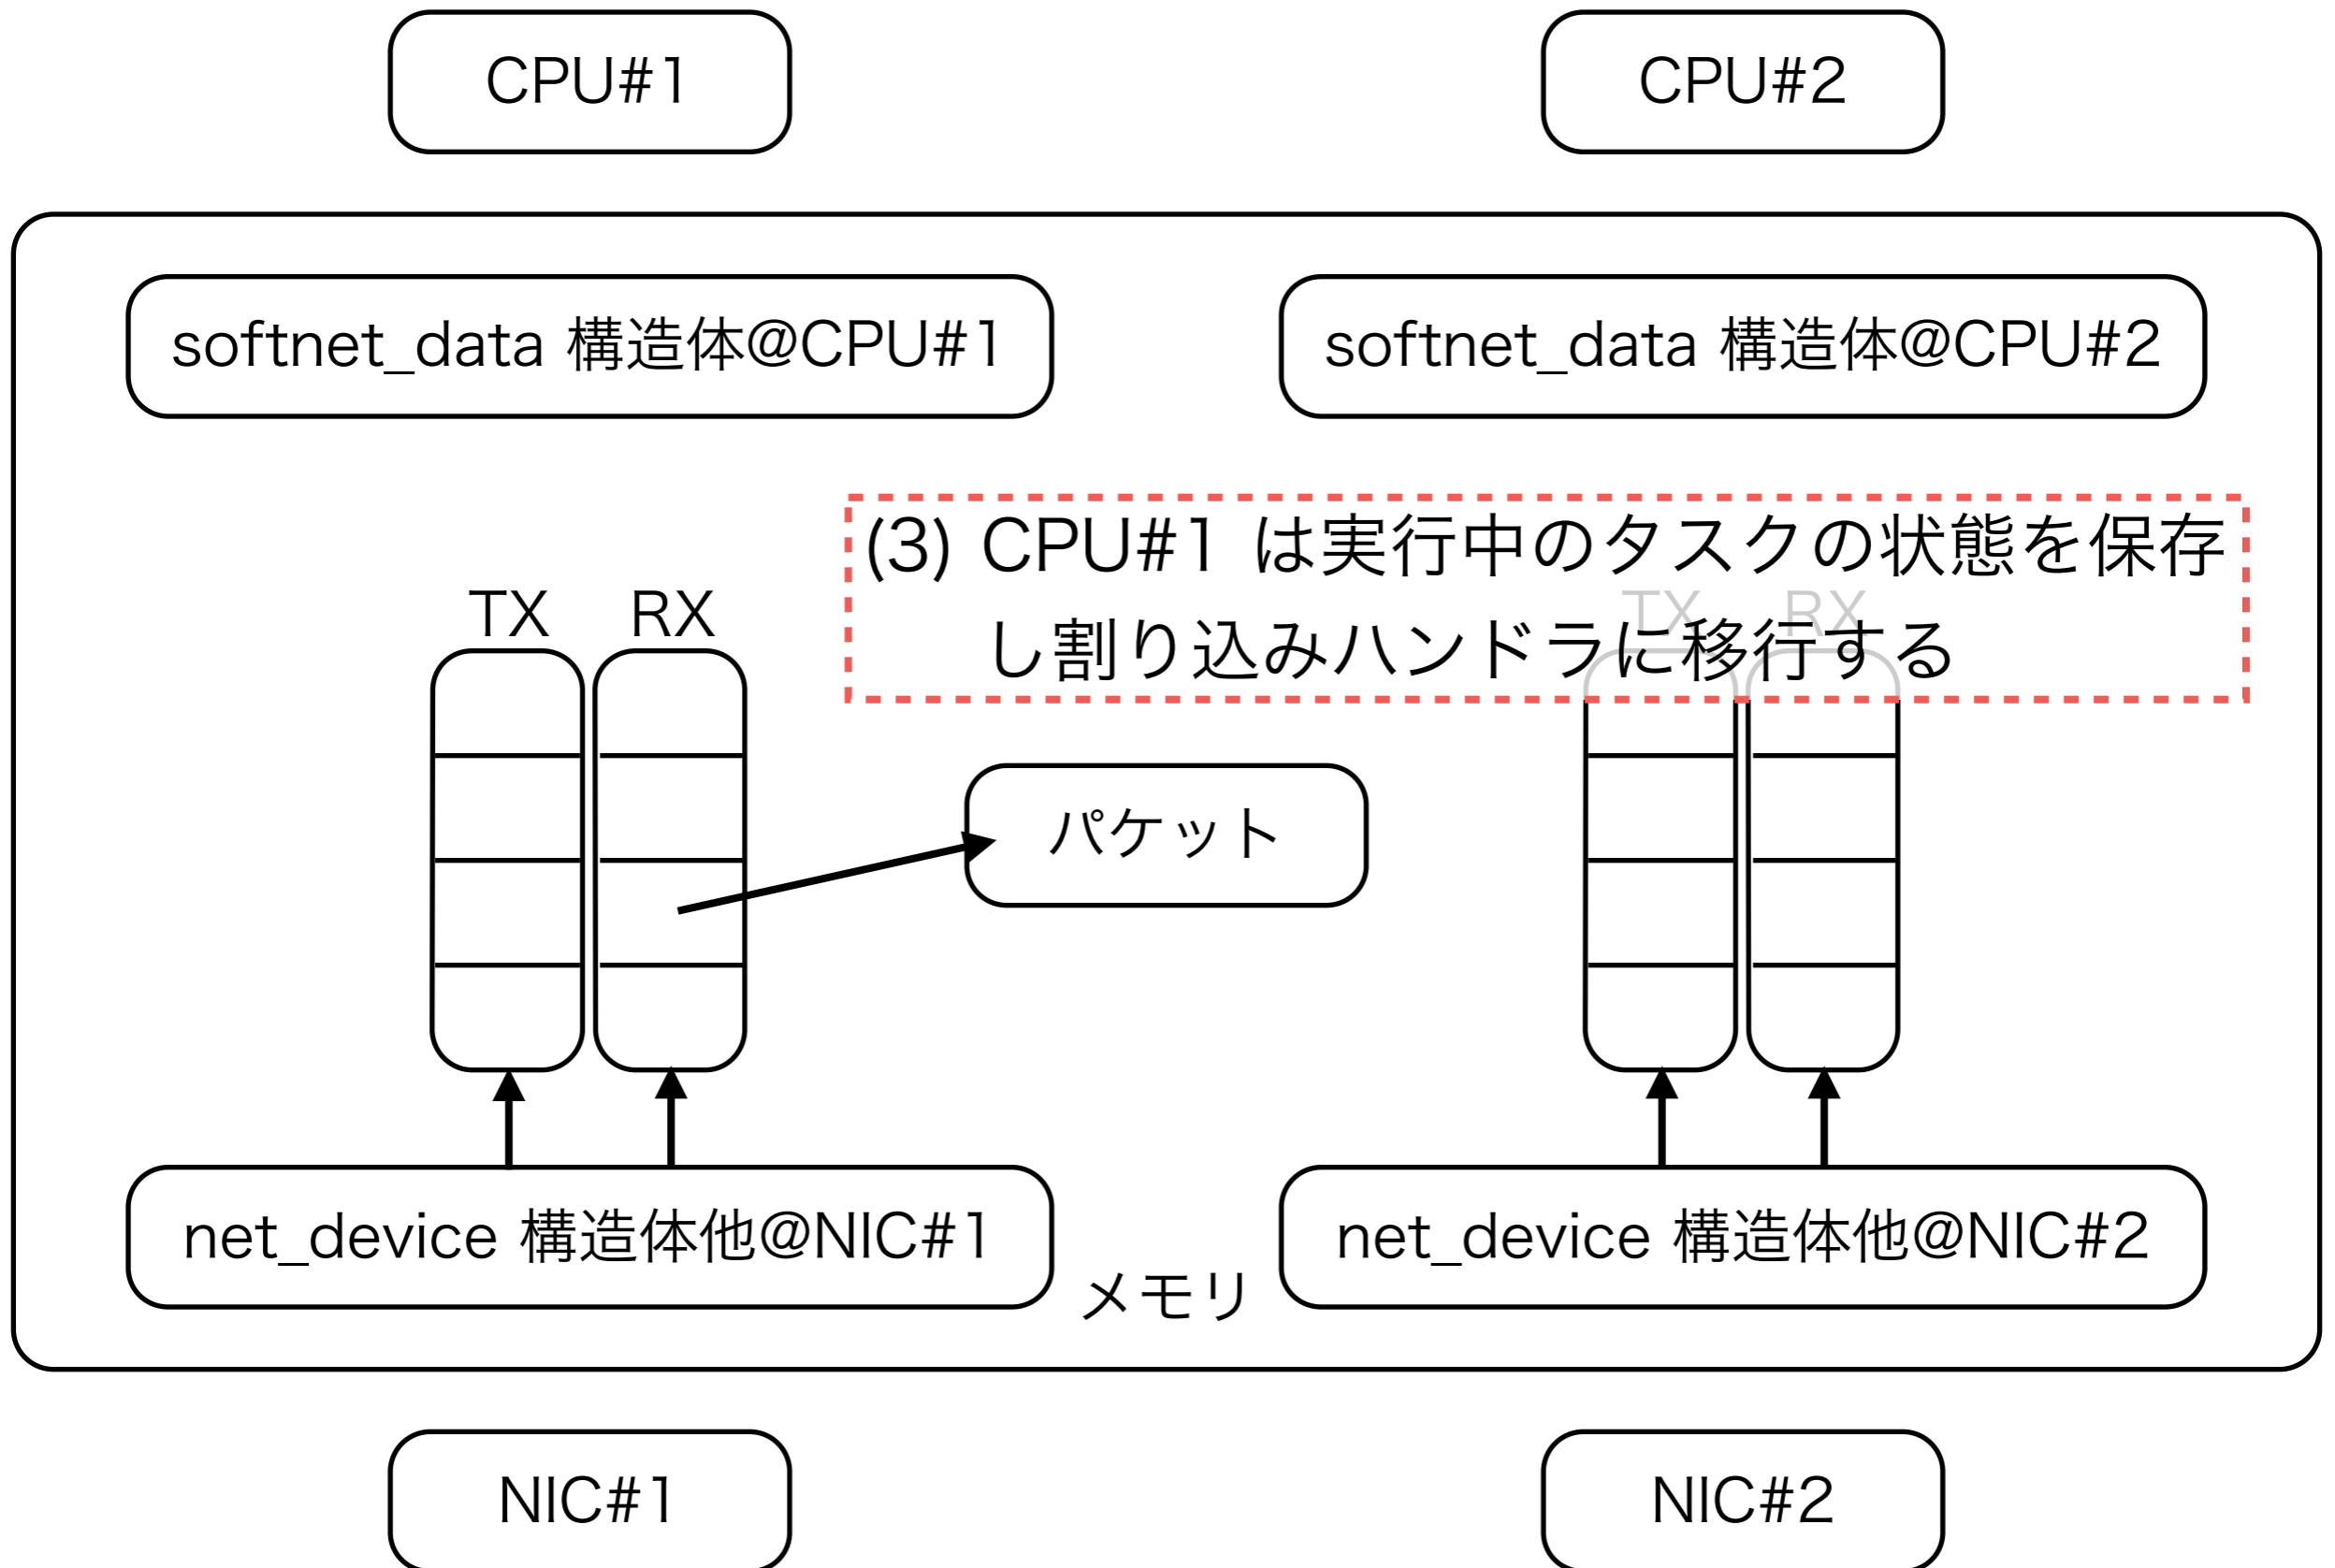 CPU#1
CPU#2
softnet_data 構造体@CPU#1
softnet_data 構造体@CPU#2
(3) CPU#1 は実行中のタスクの状態を保存
し割り込みハンドラに移行する
TX
RX
TX
RX
パケット
net_device 構造体他@NIC#1
net_device 構造体他@NIC#2
メモリ
NIC#1
NIC#2